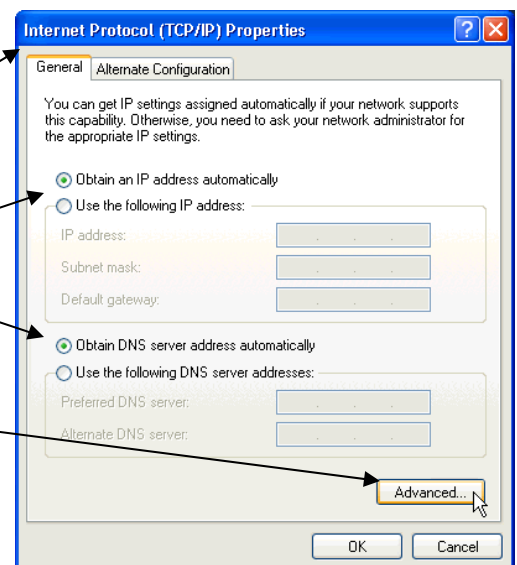 Internet Protocol (TCP/IP) Properties
General
Alternate Configuration
You can get IP settings assigned automatically if your network supports
this capability. Otherwise, you need to ask your network administrator for
the appropriate IP settings.
Obtain an IP address automatically
Use the following IP address:
IP address:
Subnet mask:
Default gateway:
Obtain DNS server address automatically
Use the following DNS server addresses:
Preferred DNS server:
Alternate DNS server:
Advanced...
OK
Cancel